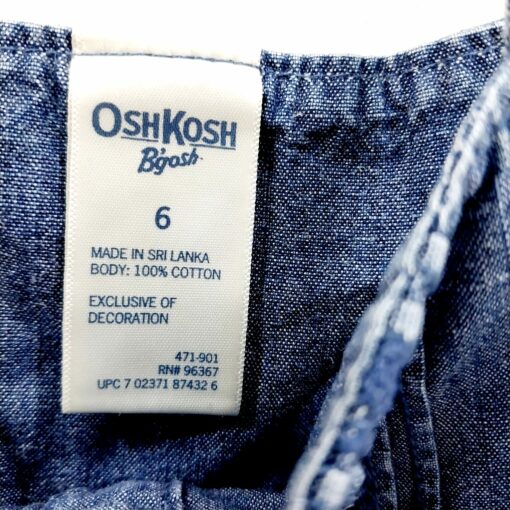 OSHKOSH
B'gosh
6
MADE IN SRI LANKA
BODY: 100% COTTON
EXCLUSIVE OF
DECORATION
471-901
RN# 96367
UPC 7 02371 87432 6